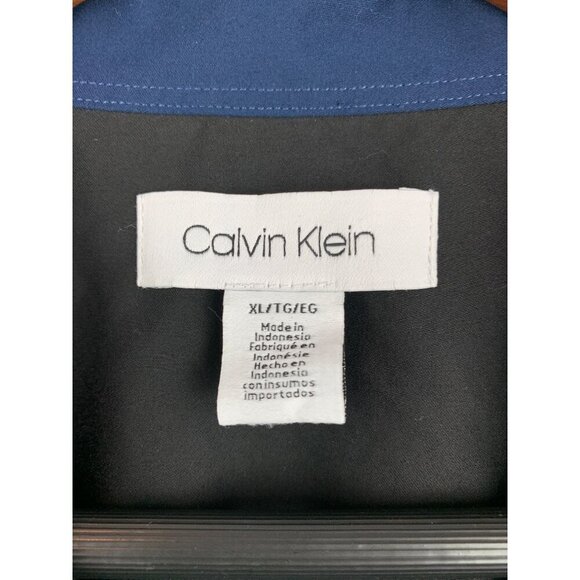 Calvin Klein
XL/TG/EG
Made in
Indonesia
Fabriqué en
Indonésie
Hecho en
Indonesia
con insumos
importados